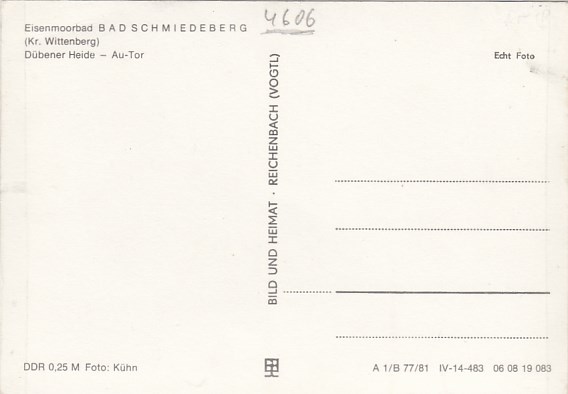 Eisenmoorbad BAD SCHMIEDEBERG
(Kr. Wittenberg)
Dübener Heide – Au-Tor
4606
Echt Foto
BILD UND HEIMAT · REICHENBACH (VOGTL)
DDR 0,25 M Foto: Kühn
A 1/B 77/81 IV-14-483 06 08 19 083